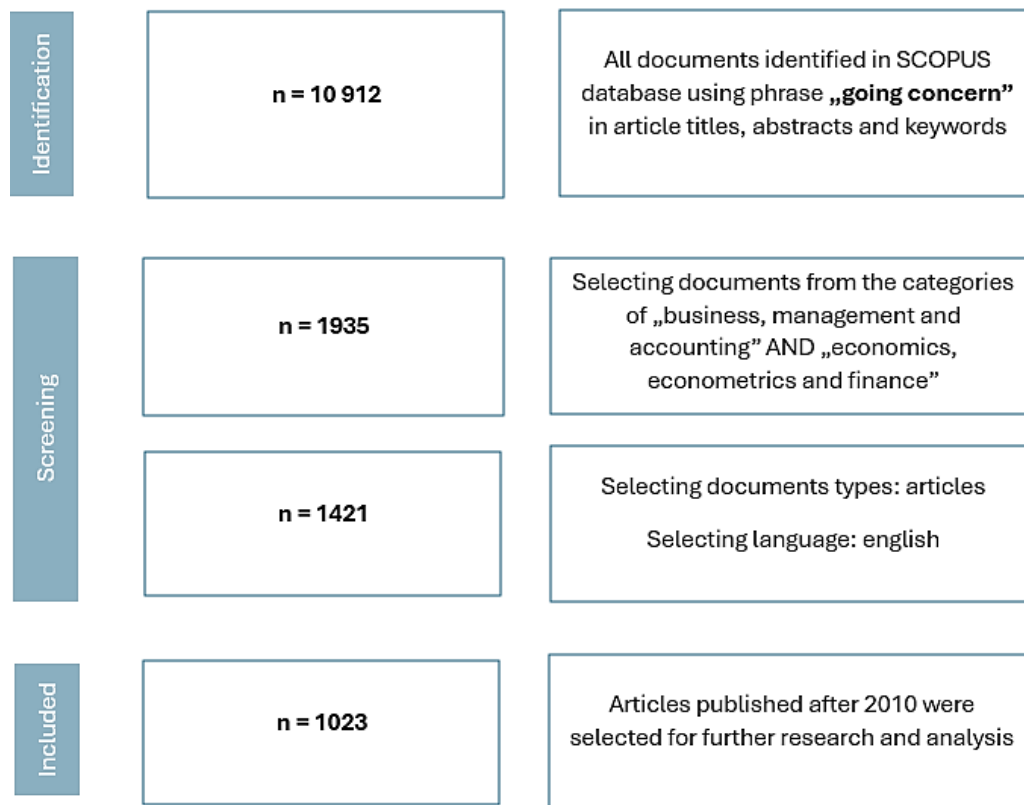 Identification
n = 10 912
All documents identified in SCOPUS
database using phrase „going concern”
in article titles, abstracts and keywords
Screening
n = 1935
Selecting documents from the categories
of „business, management and
accounting” AND „economics,
econometrics and finance”
n = 1421
Selecting documents types: articles
Selecting language: english
Included
n = 1023
Articles published after 2010 were
selected for further research and analysis